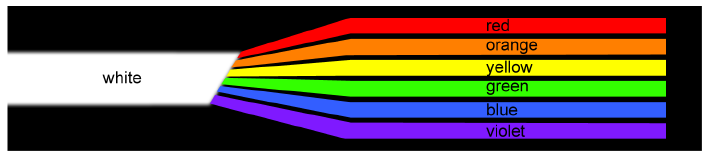 white
red
orange
yellow
green
blue
violet